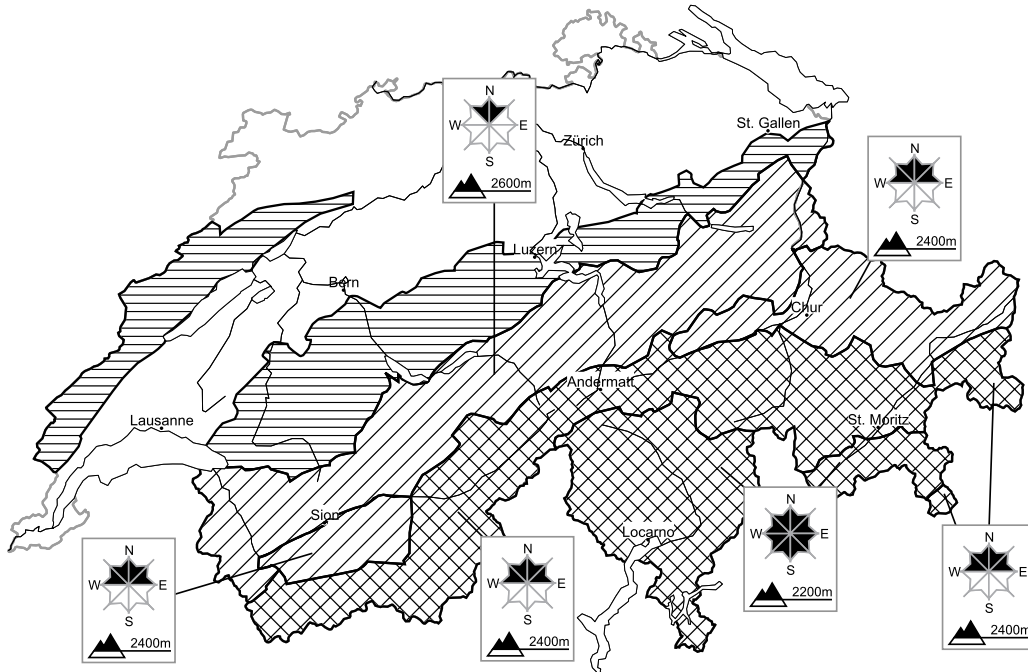 N
W E
S
2600m
Zürich
St. Gallen
N
W E
S
2400m
Luzern
Bern
Chur
Andermatt
Lausanne
St. Moritz
Sion
Locarno
N
W E
S
2200m
N
W E
S
2400m
N
W E
S
2400m
N
W E
S
2400m